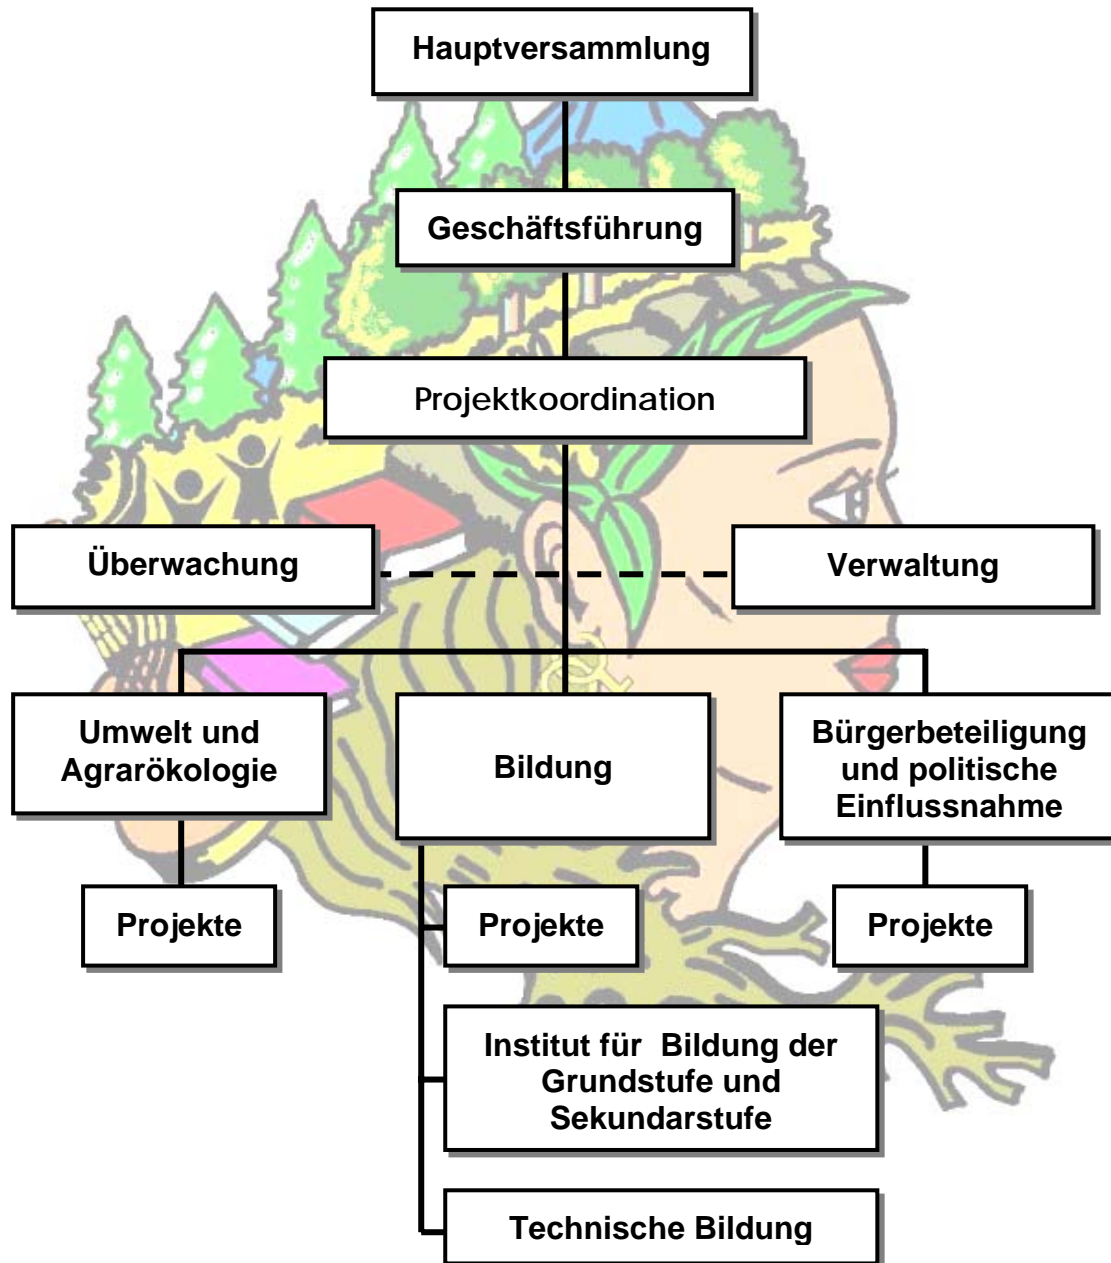 Hauptversammlung
Geschäftsführung
Projektkoordination
Überwachung
Verwaltung
Umwelt und
Agrarökologie
Bildung
Bürgerbeteiligung
und politische
Einflussnahme
Projekte
Projekte
Projekte
Institut für Bildung der
Grundstufe und
Sekundarstufe
Technische Bildung